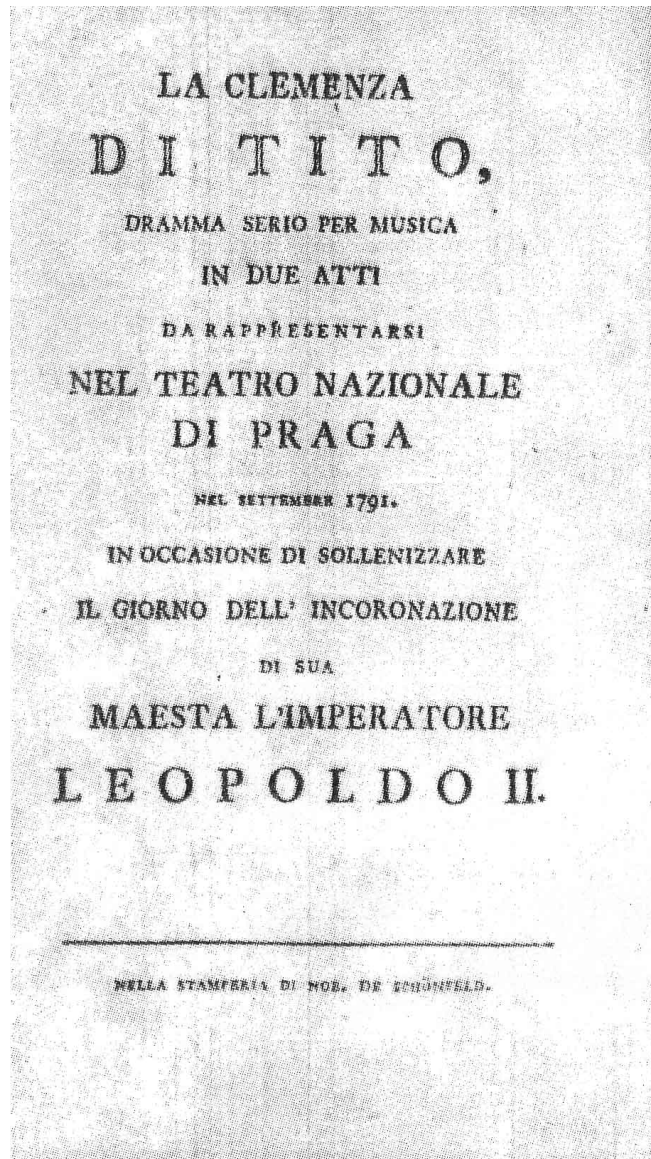 LA CLEMENZA
DI TITO,
DRAMMA SERIO PER MUSICA
IN DUE ATTI
DA RAPPRESENTARSI
NEL TEATRO NAZIONALE
DI PRAGA
NEL SETTEMBER 1791.
IN OCCASIONE DI SOLLENIZZARE
IL GIORNO DELL' INCORONAZIONE
DI SUA
MAESTA L'IMPERATORE
LEOPOLDO II.
NELLA STAMPERIA DI NOB. DE SCHÖNFELD.